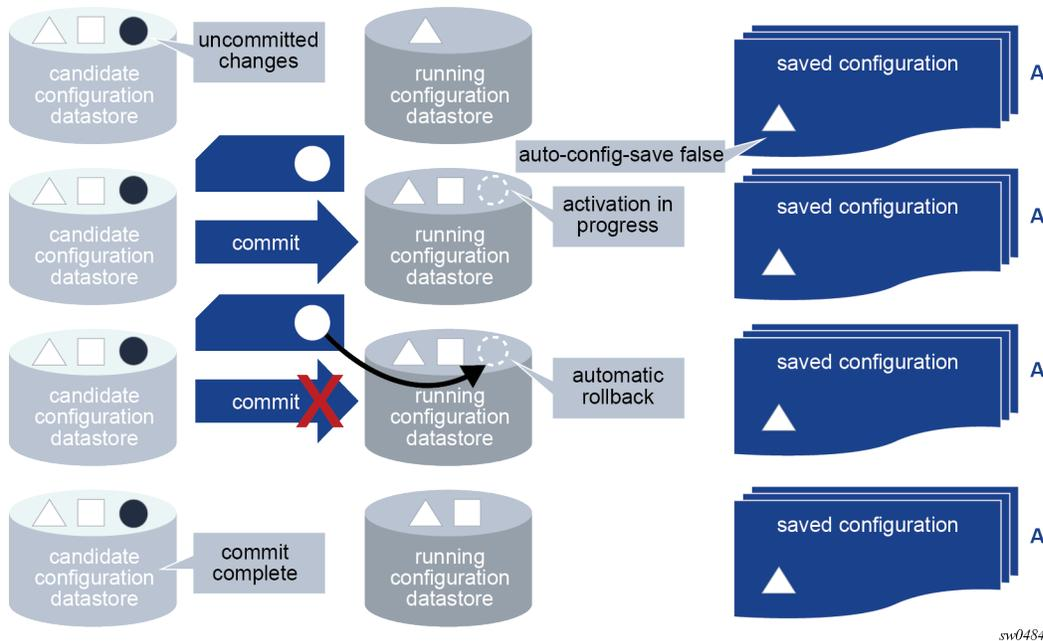 uncommitted
changes
candidate
configuration
datastore
running
configuration
datastore
saved configuration
A
auto-config-save false
candidate
configuration
datastore
commit
running
configuration
datastore
activation in
progress
saved configuration
A
candidate
configuration
datastore
commit
running
configuration
datastore
automatic
rollback
saved configuration
A
candidate
configuration
datastore
commit
complete
running
configuration
datastore
saved configuration
A
sw0484